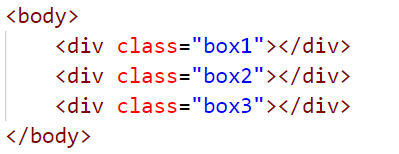 <body>
    <div class="box1"></div>
    <div class="box2"></div>
    <div class="box3"></div>
</body>